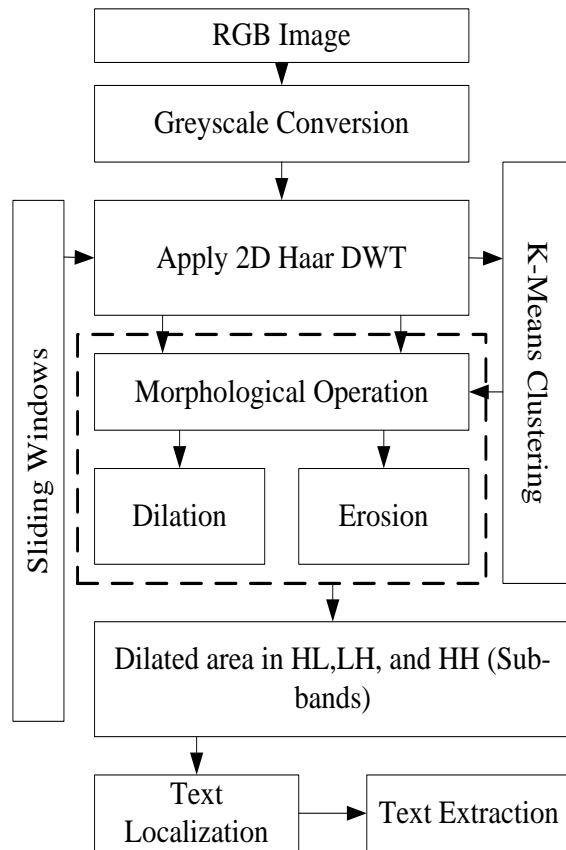 RGB Image
Greyscale Conversion
Apply 2D Haar DWT
Sliding Windows
K-Means Clustering
Morphological Operation
Dilation
Erosion
Dilated area in HL,LH, and HH (Sub-
bands)
Text
Localization
Text Extraction